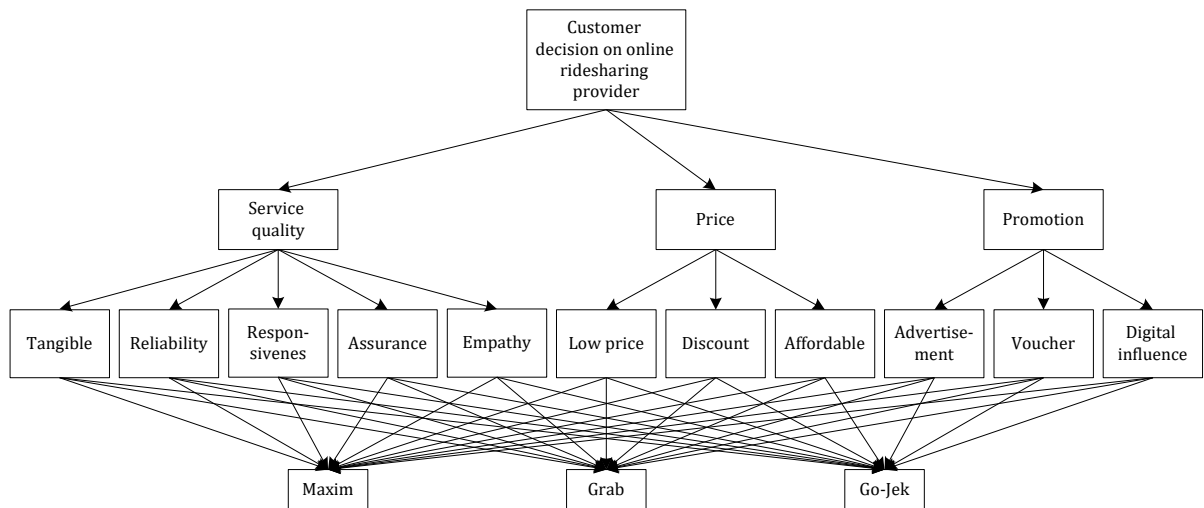 Customer
decision on online
ridesharing
provider
Service
quality
Price
Promotion
Tangible
Reliability
Respon-
sivenes
Assurance
Empathy
Low price
Discount
Affordable
Advertise-
ment
Voucher
Digital
influence
Maxim
Grab
Go-Jek